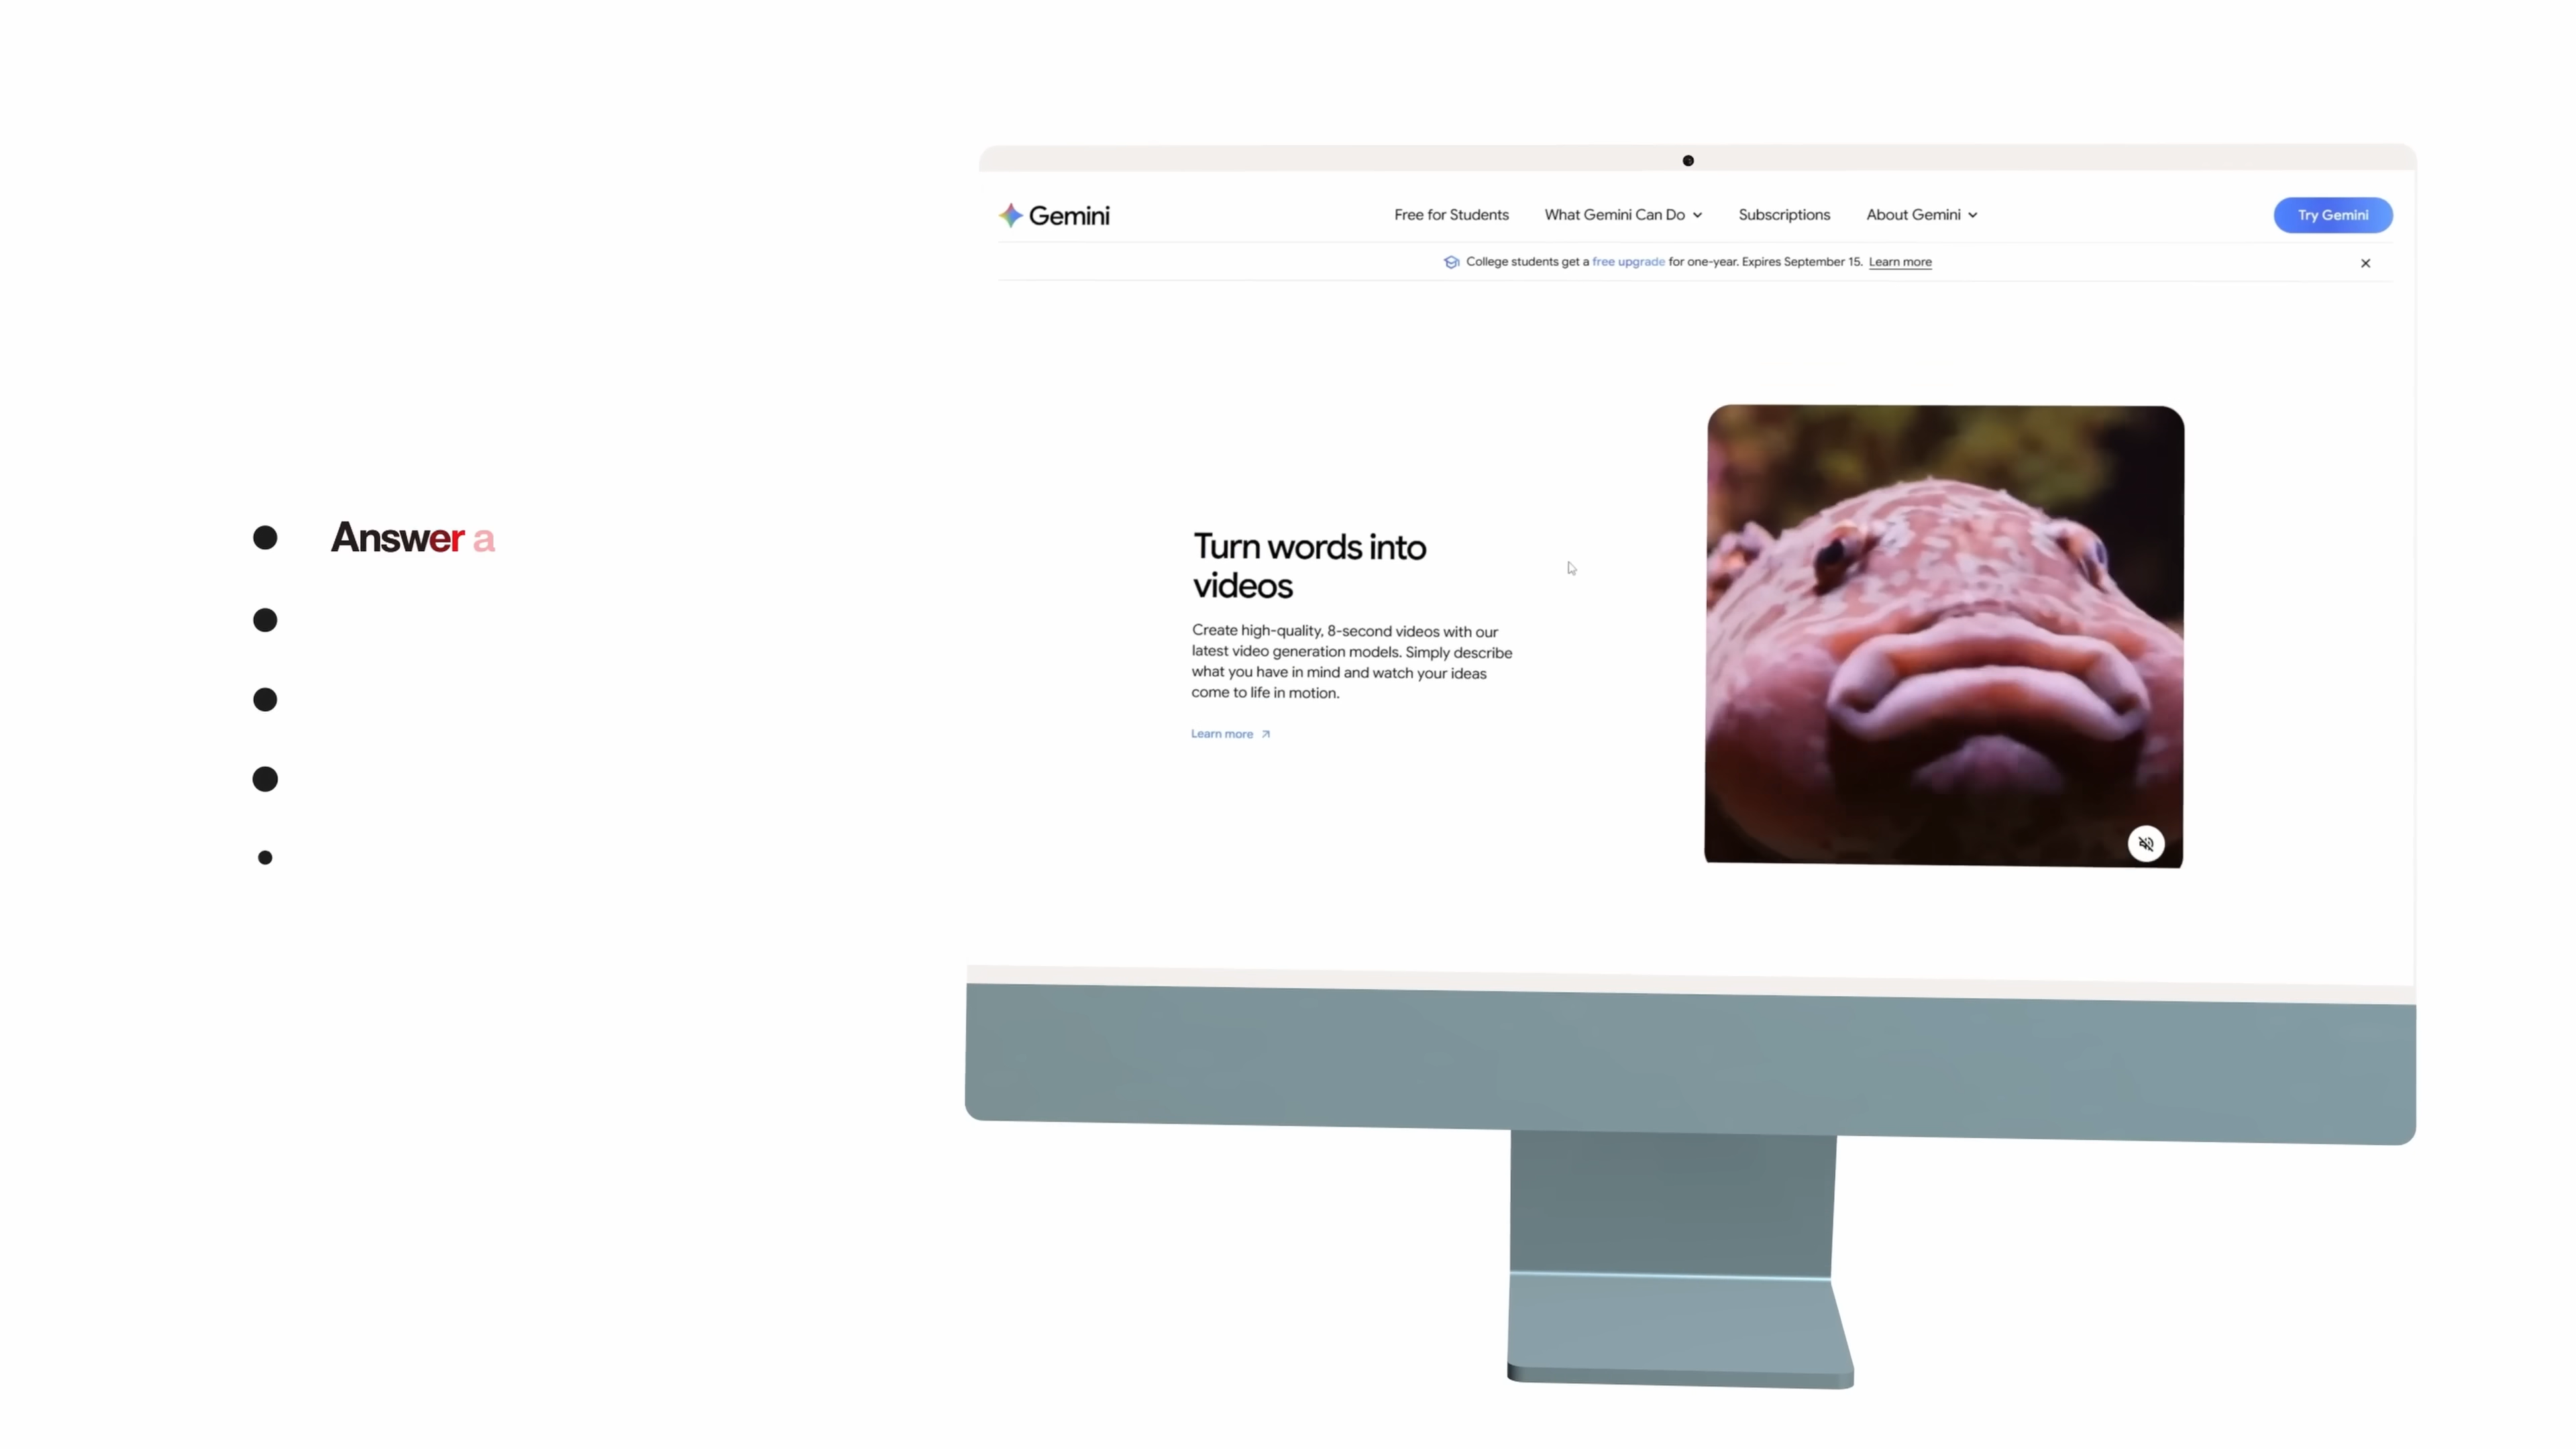 Answer a
Gemini
Free for Students
What Gemini Can Do
Subscriptions
About Gemini
Try Gemini
College students get a free upgrade for one-year. Expires September 15. Learn more
Turn words into
videos
Create high-quality, 8-second videos with our
latest video generation models. Simply describe
what you have in mind and watch your ideas
come to life in motion.
Learn more